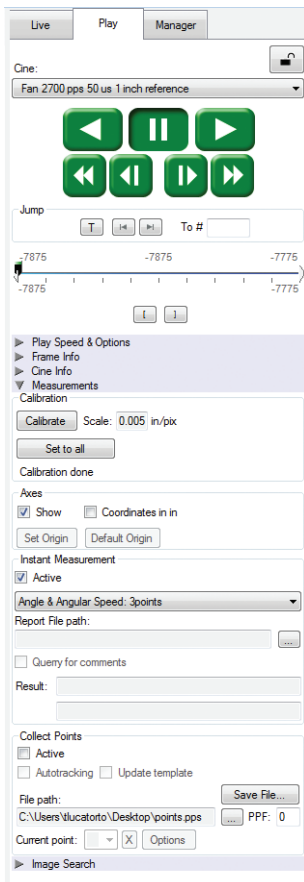 Live Play Manager
Cine:
Fan 2700 pps 50 us 1 inch reference
Jump
T To #
-7875 -7875 -7775
-7875 -7775
[ ]
Play Speed & Options
Frame Info
Cine Info
Measurements
Calibration
Calibrate Scale: 0.005 in/pix
Set to all
Calibration done
Axes
Show Coordinates in in
Set Origin Default Origin
Instant Measurement
Active
Angle & Angular Speed: 3points
Report File path:
...
Querry for comments
Result:
Collect Points
Active
Autotracking Update template
Save File...
File path:
C:\Users\tlucatorto\Desktop\points.pps ... PPF: 0
Current point: X Options
Image Search